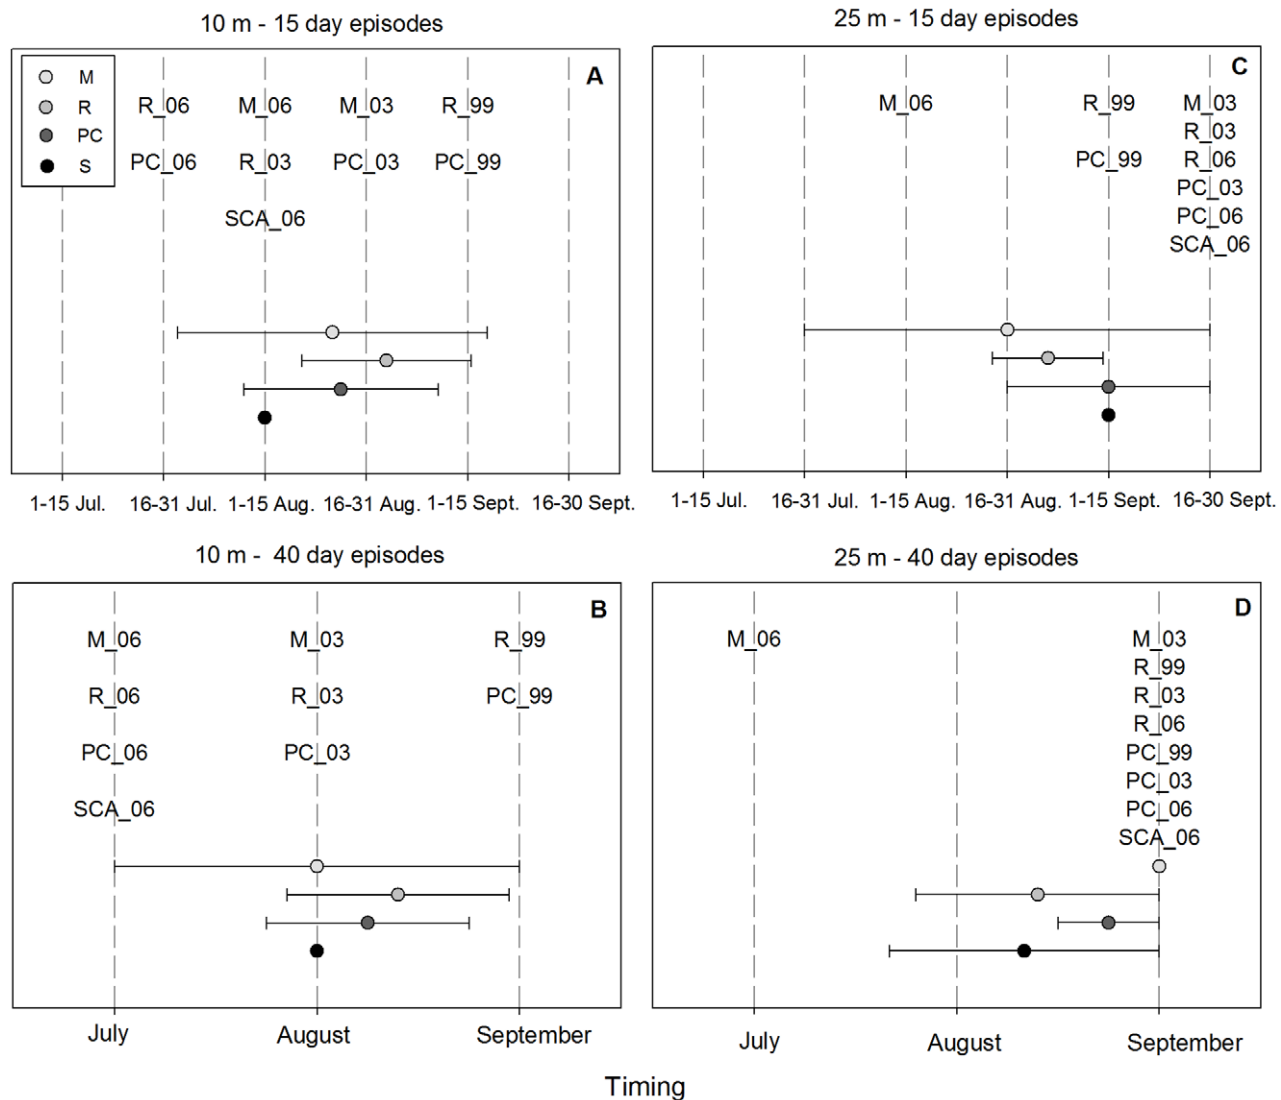 10 m - 15 day episodes
A
M
R
PC
S
R_06 M_06 M_03 R_99
PC_06 R_03 PC_03 PC_99
SCA_06
1-15 Jul. 16-31 Jul. 1-15 Aug. 16-31 Aug. 1-15 Sept. 16-30 Sept.
25 m - 15 day episodes
C
M_06 R_99 M_03
R_03
PC_99 R_06
PC_03
PC_06
SCA_06
1-15 Jul. 16-31 Jul. 1-15 Aug. 16-31 Aug. 1-15 Sept. 16-30 Sept.
10 m - 40 day episodes
B
M_06 M_03 R_99
R_06 R_03 PC_99
PC_06 PC_03
SCA_06
July August September
25 m - 40 day episodes
D
M_06 M_03
R_99
R_03
R_06
PC_99
PC_03
PC_06
SCA_06
July August September
Timing